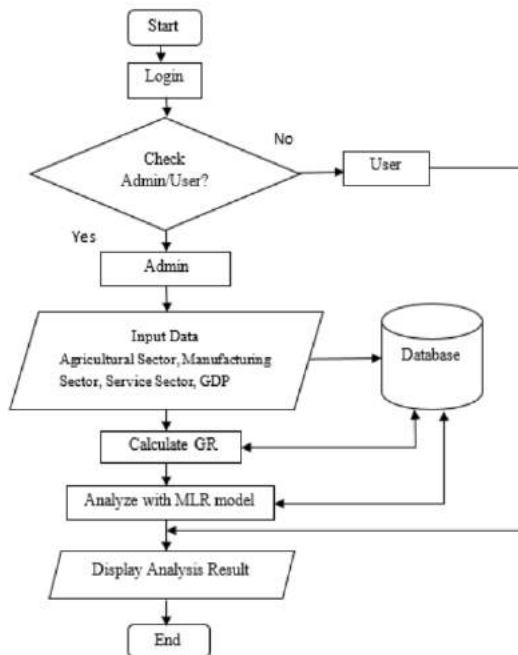 Start
Login
No
Check
Admin/User?
User
Yes
Admin
Input Data
Agricultural Sector, Manufacturing
Sector, Service Sector, GDP
Database
Calculate GR
Analyze with MLR model
Display Analysis Result
End